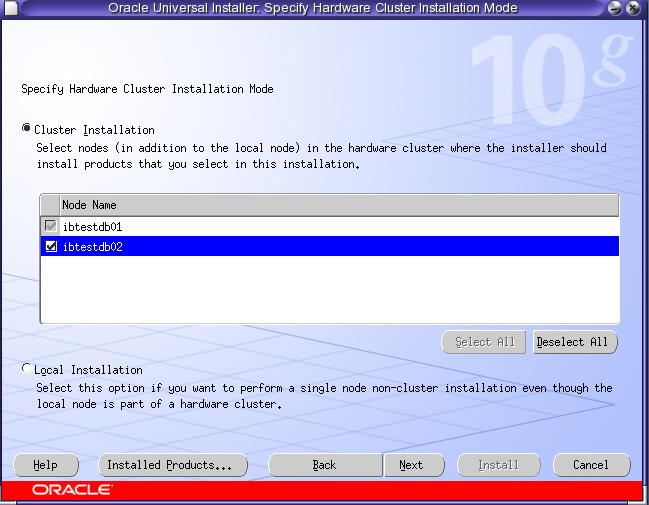 Oracle Universal Installer: Specify Hardware Cluster Installation Mode
10g
Specify Hardware Cluster Installation Mode
Cluster Installation
Select nodes (in addition to the local node) in the hardware cluster where the installer should
install products that you select in this installation.
Node Name
ibtestdb01
ibtestdb02
Select All Deselect All
Local Installation
Select this option if you want to perform a single node non-cluster installation even though the
local node is part of a hardware cluster.
Help Installed Products... Back Next Install Cancel
ORACLE